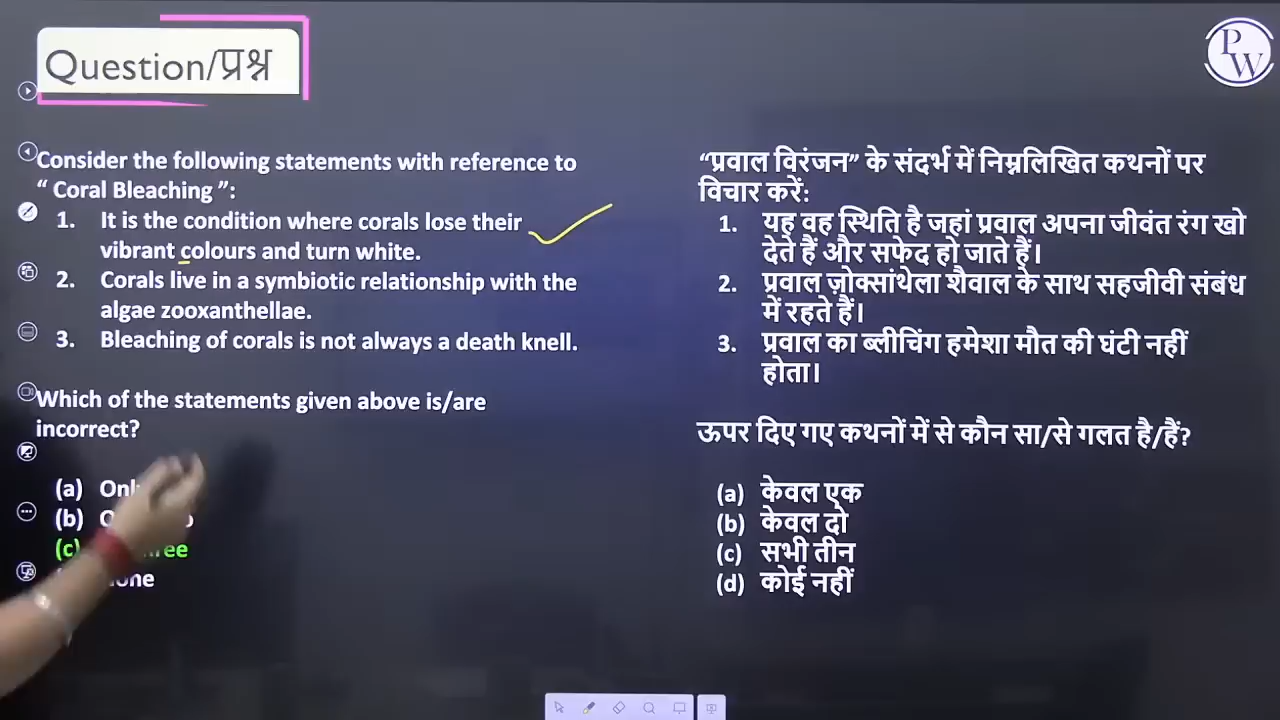 Question/प्रश्न
PW
Consider the following statements with reference to
“ Coral Bleaching ”:
1. It is the condition where corals lose their
vibrant colours and turn white.
2. Corals live in a symbiotic relationship with the
algae zooxanthellae.
3. Bleaching of corals is not always a death knell.
Which of the statements given above is/are
incorrect?
(a)
(b)
(c)
“प्रवाल विरंजन” के संदर्भ में निम्नलिखित कथनों पर
विचार करें:
1. यह वह स्थिति है जहां प्रवाल अपना जीवंत रंग खो
देते हैं और सफेद हो जाते हैं।
2. प्रवाल ज़ोक्सांथेला शैवाल के साथ सहजीवी संबंध
में रहते हैं।
3. प्रवाल का ब्लीचिंग हमेशा मौत की घंटी नहीं
होता।
ऊपर दिए गए कथनों में से कौन सा/से गलत है/हैं?
(a) केवल एक
(b) केवल दो
(c) सभी तीन
(d) कोई नहीं